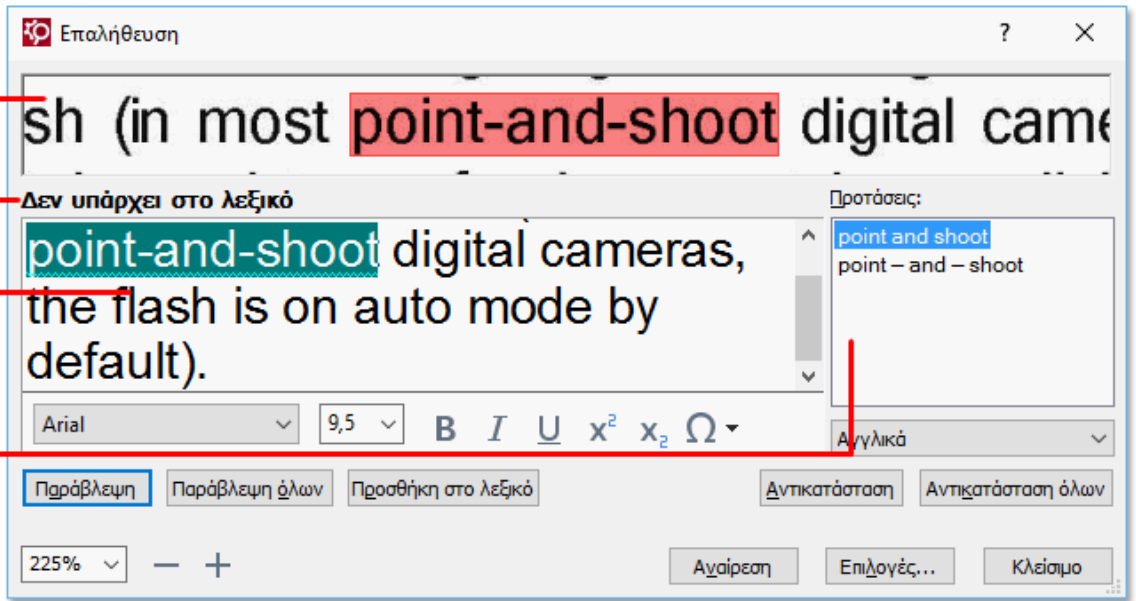 Επαλήθευση
?
sh (in most point-and-shoot digital came
Δεν υπάρχει στο λεξικό
Προτάσεις:
point-and-shoot digital cameras,
the flash is on auto mode by
default).
point and shoot
point – and – shoot
Arial 9,5 B I U x² x₂ Ω
Αγγλικά
Παράβλεψη Παράβλεψη όλων Προσθήκη στο λεξικό Αντικατάσταση Αντικατάσταση όλων
225% − + Αναίρεση Επιλογές... Κλείσιμο